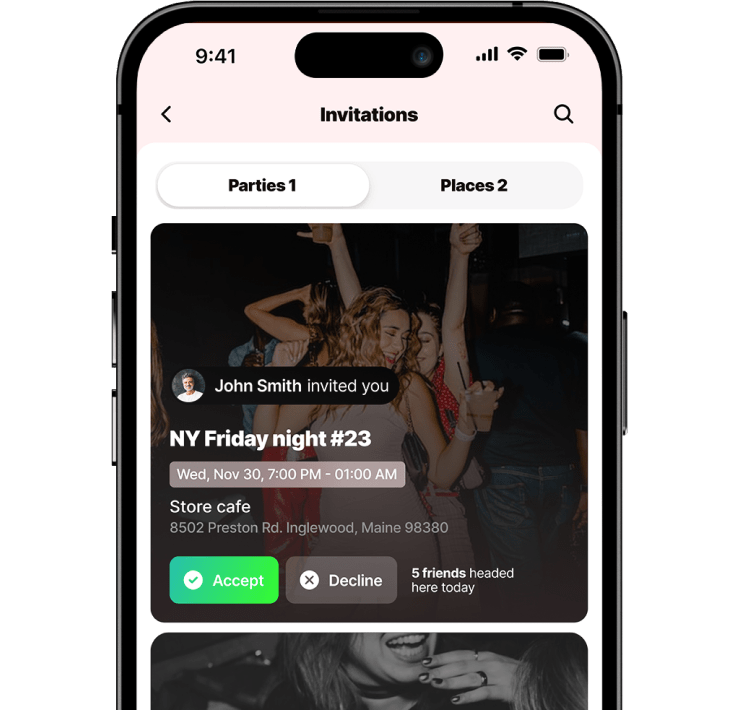 9:41
Invitations
Parties 1
Places 2
John Smith invited you
NY Friday night #23
Wed, Nov 30, 7:00 PM - 01:00 AM
Store cafe
8502 Preston Rd. Inglewood, Maine 98380
Accept
Decline
5 friends headed
here today